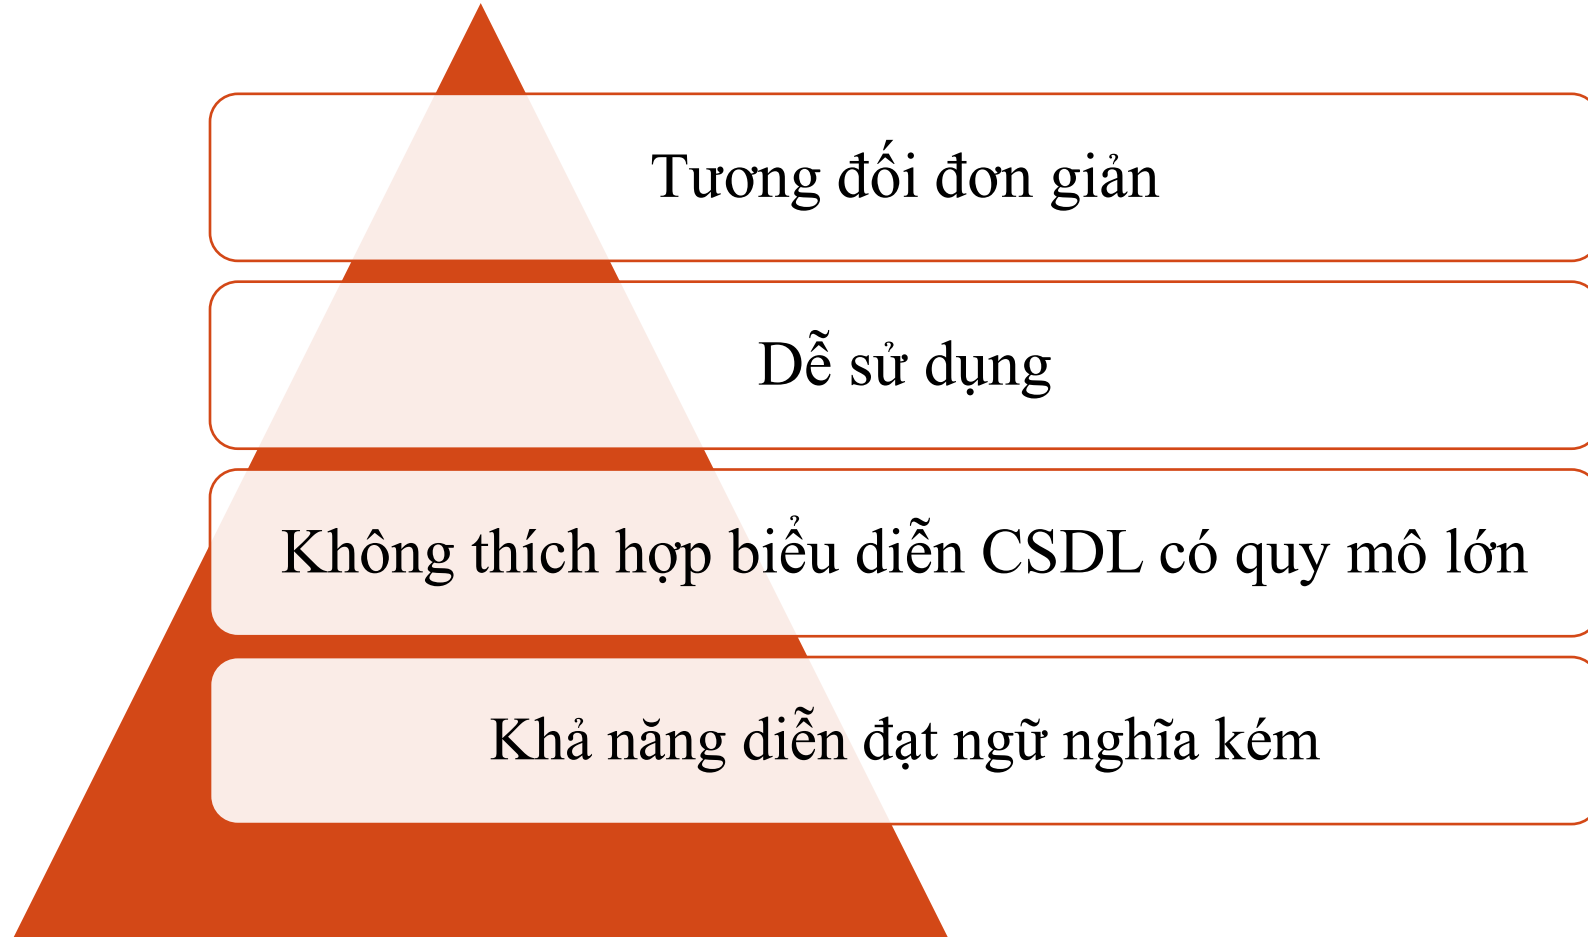 Tương đối đơn giản
Dễ sử dụng
Không thích hợp biểu diễn CSDL có quy mô lớn
Khả năng diễn đạt ngữ nghĩa kém